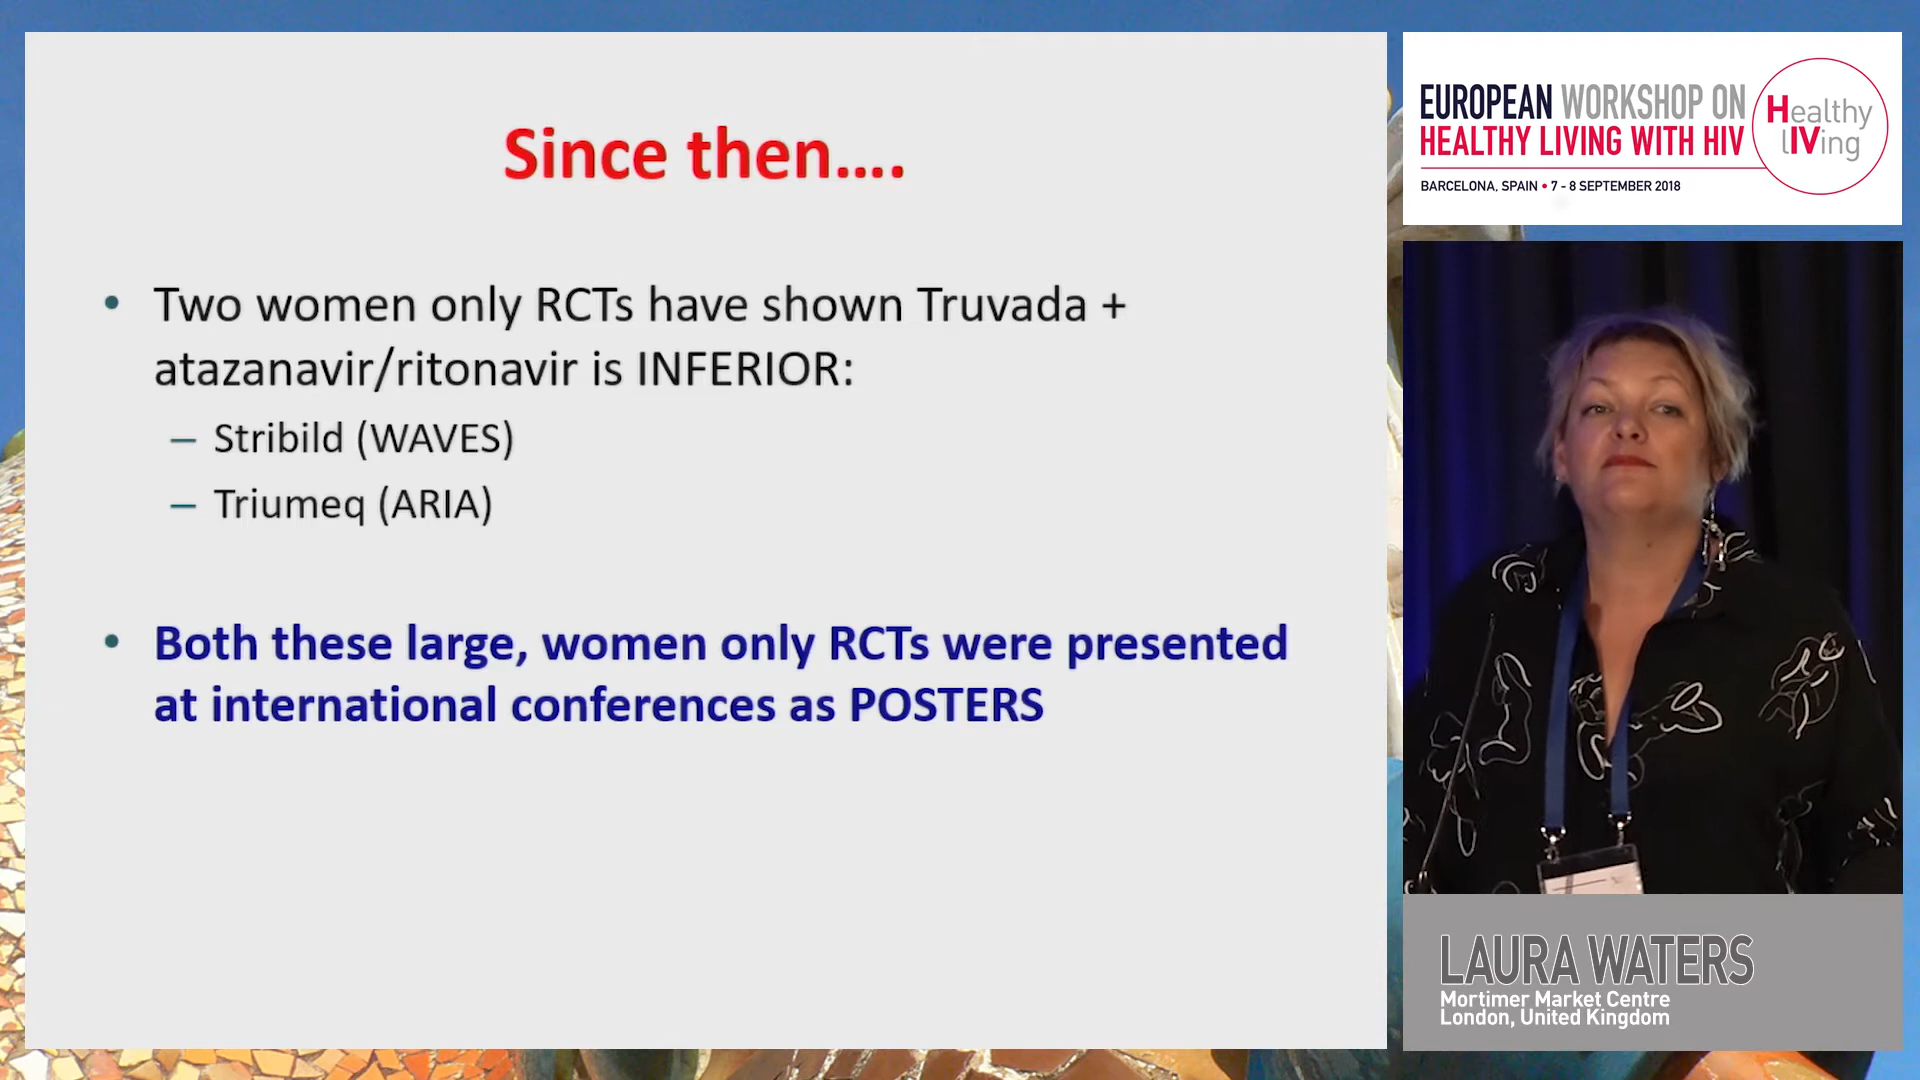 Since then....
• Two women only RCTs have shown Truvada +
atazanavir/ritonavir is INFERIOR:
– Stribild (WAVES)
– Triumeq (ARIA)
• Both these large, women only RCTs were presented
at international conferences as POSTERS
EUROPEAN WORKSHOP ON
HEALTHY LIVING WITH HIV
BARCELONA, SPAIN • 7 - 8 SEPTEMBER 2018
Healthy
lIVing
LAURA WATERS
Mortimer Market Centre
London, United Kingdom